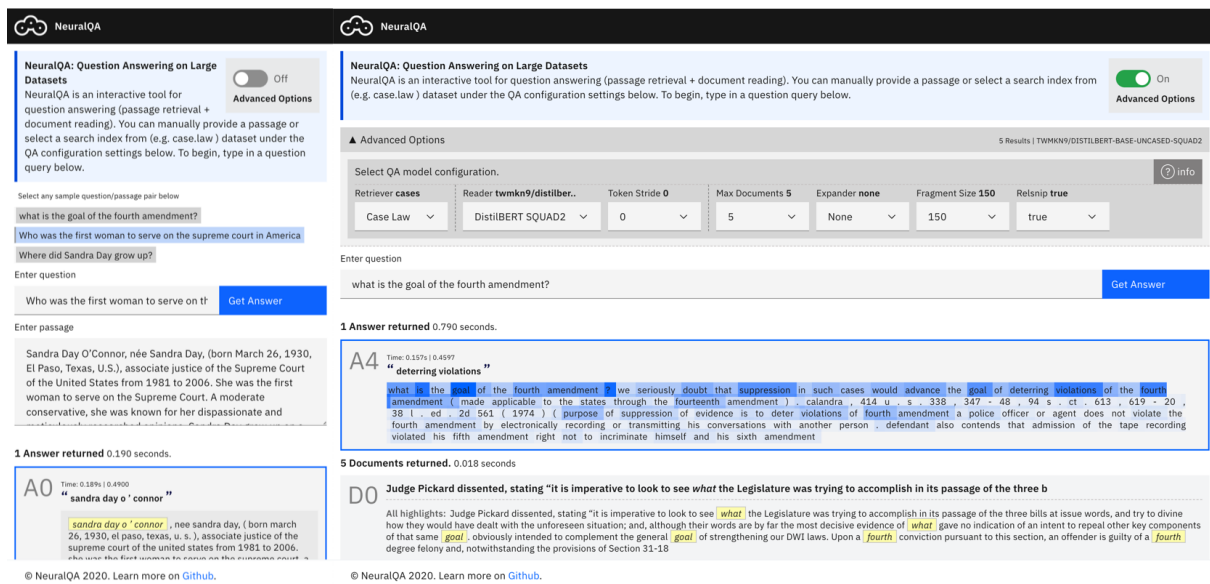 NeuralQA
NeuralQA: Question Answering on Large
Datasets
NeuralQA is an interactive tool for
question answering (passage retrieval +
document reading). You can manually provide a passage or
select a search index from (e.g. case.law ) dataset under the
QA configuration settings below. To begin, type in a question
query below.
Off
Advanced Options
Select any sample question/passage pair below
what is the goal of the fourth amendment?
Who was the first woman to serve on the supreme court in America
Where did Sandra Day grow up?
Enter question
Who was the first woman to serve on th
Get Answer
Enter passage
Sandra Day O'Connor, née Sandra Day, (born March 26, 1930,
El Paso, Texas, U.S.), associate justice of the Supreme Court
of the United States from 1981 to 2006. She was the first
woman to serve on the Supreme Court. A moderate
conservative, she was known for her dispassionate and
1 Answer returned 0.190 seconds.
A0
Time: 0.189s | 0.4900
“ sandra day o ' connor ”
sandra day o ' connor , nee sandra day, ( born march
26, 1930, el paso, texas, u. s. ), associate justice of the
supreme court of the united states from 1981 to 2006.
she was the first woman to serve on the supreme court. a
© NeuralQA 2020. Learn more on Github.
NeuralQA
NeuralQA: Question Answering on Large Datasets
NeuralQA is an interactive tool for question answering (passage retrieval + document reading). You can manually provide a passage or select a search index from
(e.g. case.law ) dataset under the QA configuration settings below. To begin, type in a question query below.
On
Advanced Options
▲ Advanced Options
5 Results | TWMKN9/DISTILBERT-BASE-UNCASED-SQUAD2
Select QA model configuration.
? info
Retriever cases Reader twmkn9/distilber.. Token Stride 0 Max Documents 5 Expander none Fragment Size 150 Relsnip true
Case Law DistilBERT SQUAD2 0 5 None 150 true
Enter question
what is the goal of the fourth amendment?
Get Answer
1 Answer returned 0.790 seconds.
A4
Time: 0.157s | 0.4597
“ deterring violations ”
what is the goal of the fourth amendment ? we seriously doubt that suppression in such cases would advance the goal of deterring violations of the fourth
amendment ( made applicable to the states through the fourteenth amendment ) . calandra , 414 u . s . 338 , 347 - 48 , 94 s . ct . 613 , 619 - 20 ,
38 l . ed . 2d 561 ( 1974 ) ( purpose of suppression of evidence is to deter violations of fourth amendment a police officer or agent does not violate the
fourth amendment by electronically recording or transmitting his conversations with another person . defendant also contends that admission of the tape recording
violated his fifth amendment right not to incriminate himself and his sixth amendment
5 Documents returned. 0.018 seconds
D0
Judge Pickard dissented, stating “it is imperative to look to see what the Legislature was trying to accomplish in its passage of the three b
All highlights: Judge Pickard dissented, stating “it is imperative to look to see what the Legislature was trying to accomplish in its passage of the three bills at issue words, and try to divine
how they would have dealt with the unforeseen situation; and, although their words are by far the most decisive evidence of what gave no indication of an intent to repeal other key components
of that same goal . obviously intended to complement the general goal of strengthening our DWI laws. Upon a fourth conviction pursuant to this section, an offender is guilty of a fourth
degree felony and, notwithstanding the provisions of Section 31-18
© NeuralQA 2020. Learn more on Github.